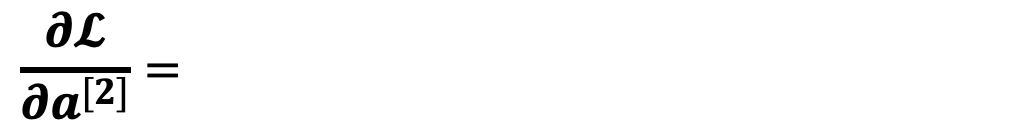 ∂ℒ
∂a[2] =